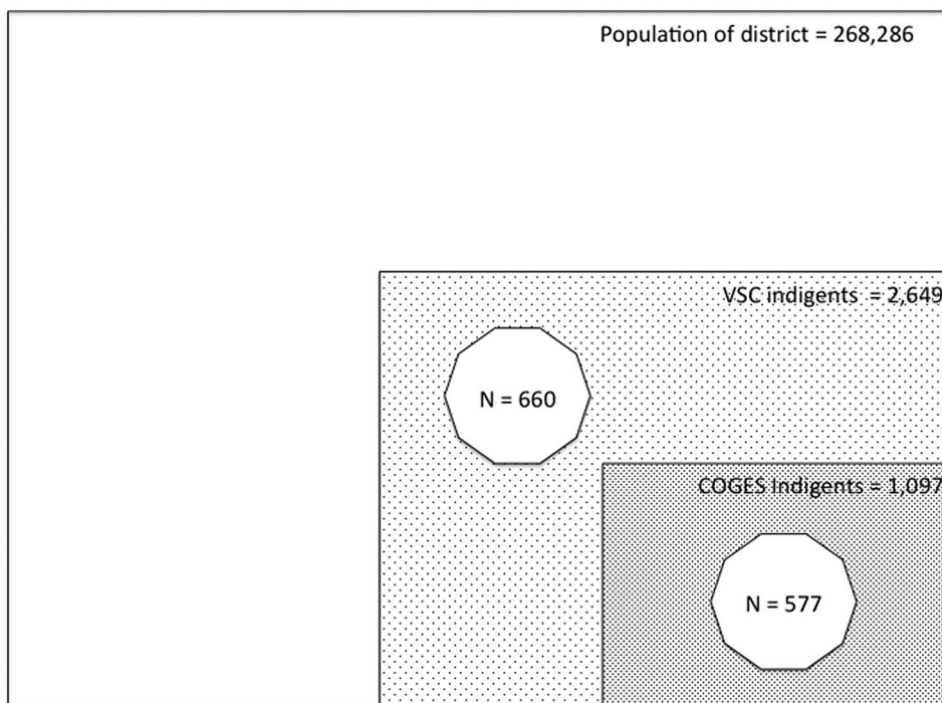 Population of district = 268,286
VSC indigents = 2,649
N = 660
COGES Indigents = 1,097
N = 577